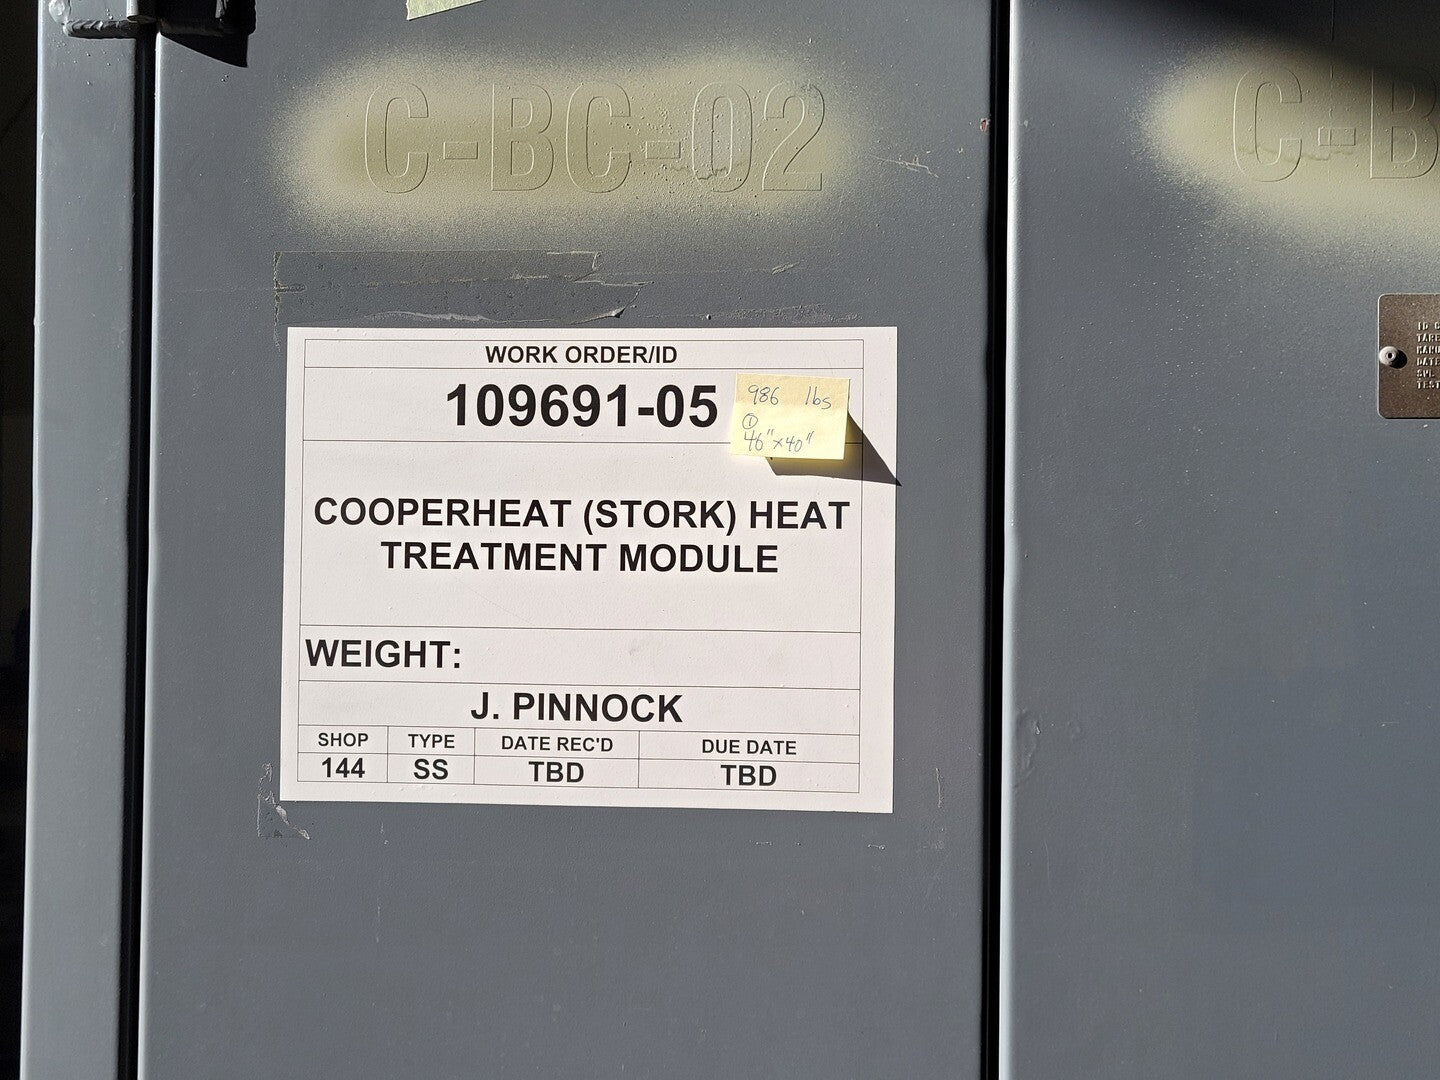 C-BC-02
C-B
WORK ORDER/ID
109691-05
986 lbs
①
46"x40"
COOPERHEAT (STORK) HEAT
TREATMENT MODULE
WEIGHT:
J. PINNOCK
SHOP TYPE DATE REC'D DUE DATE
144 SS TBD TBD